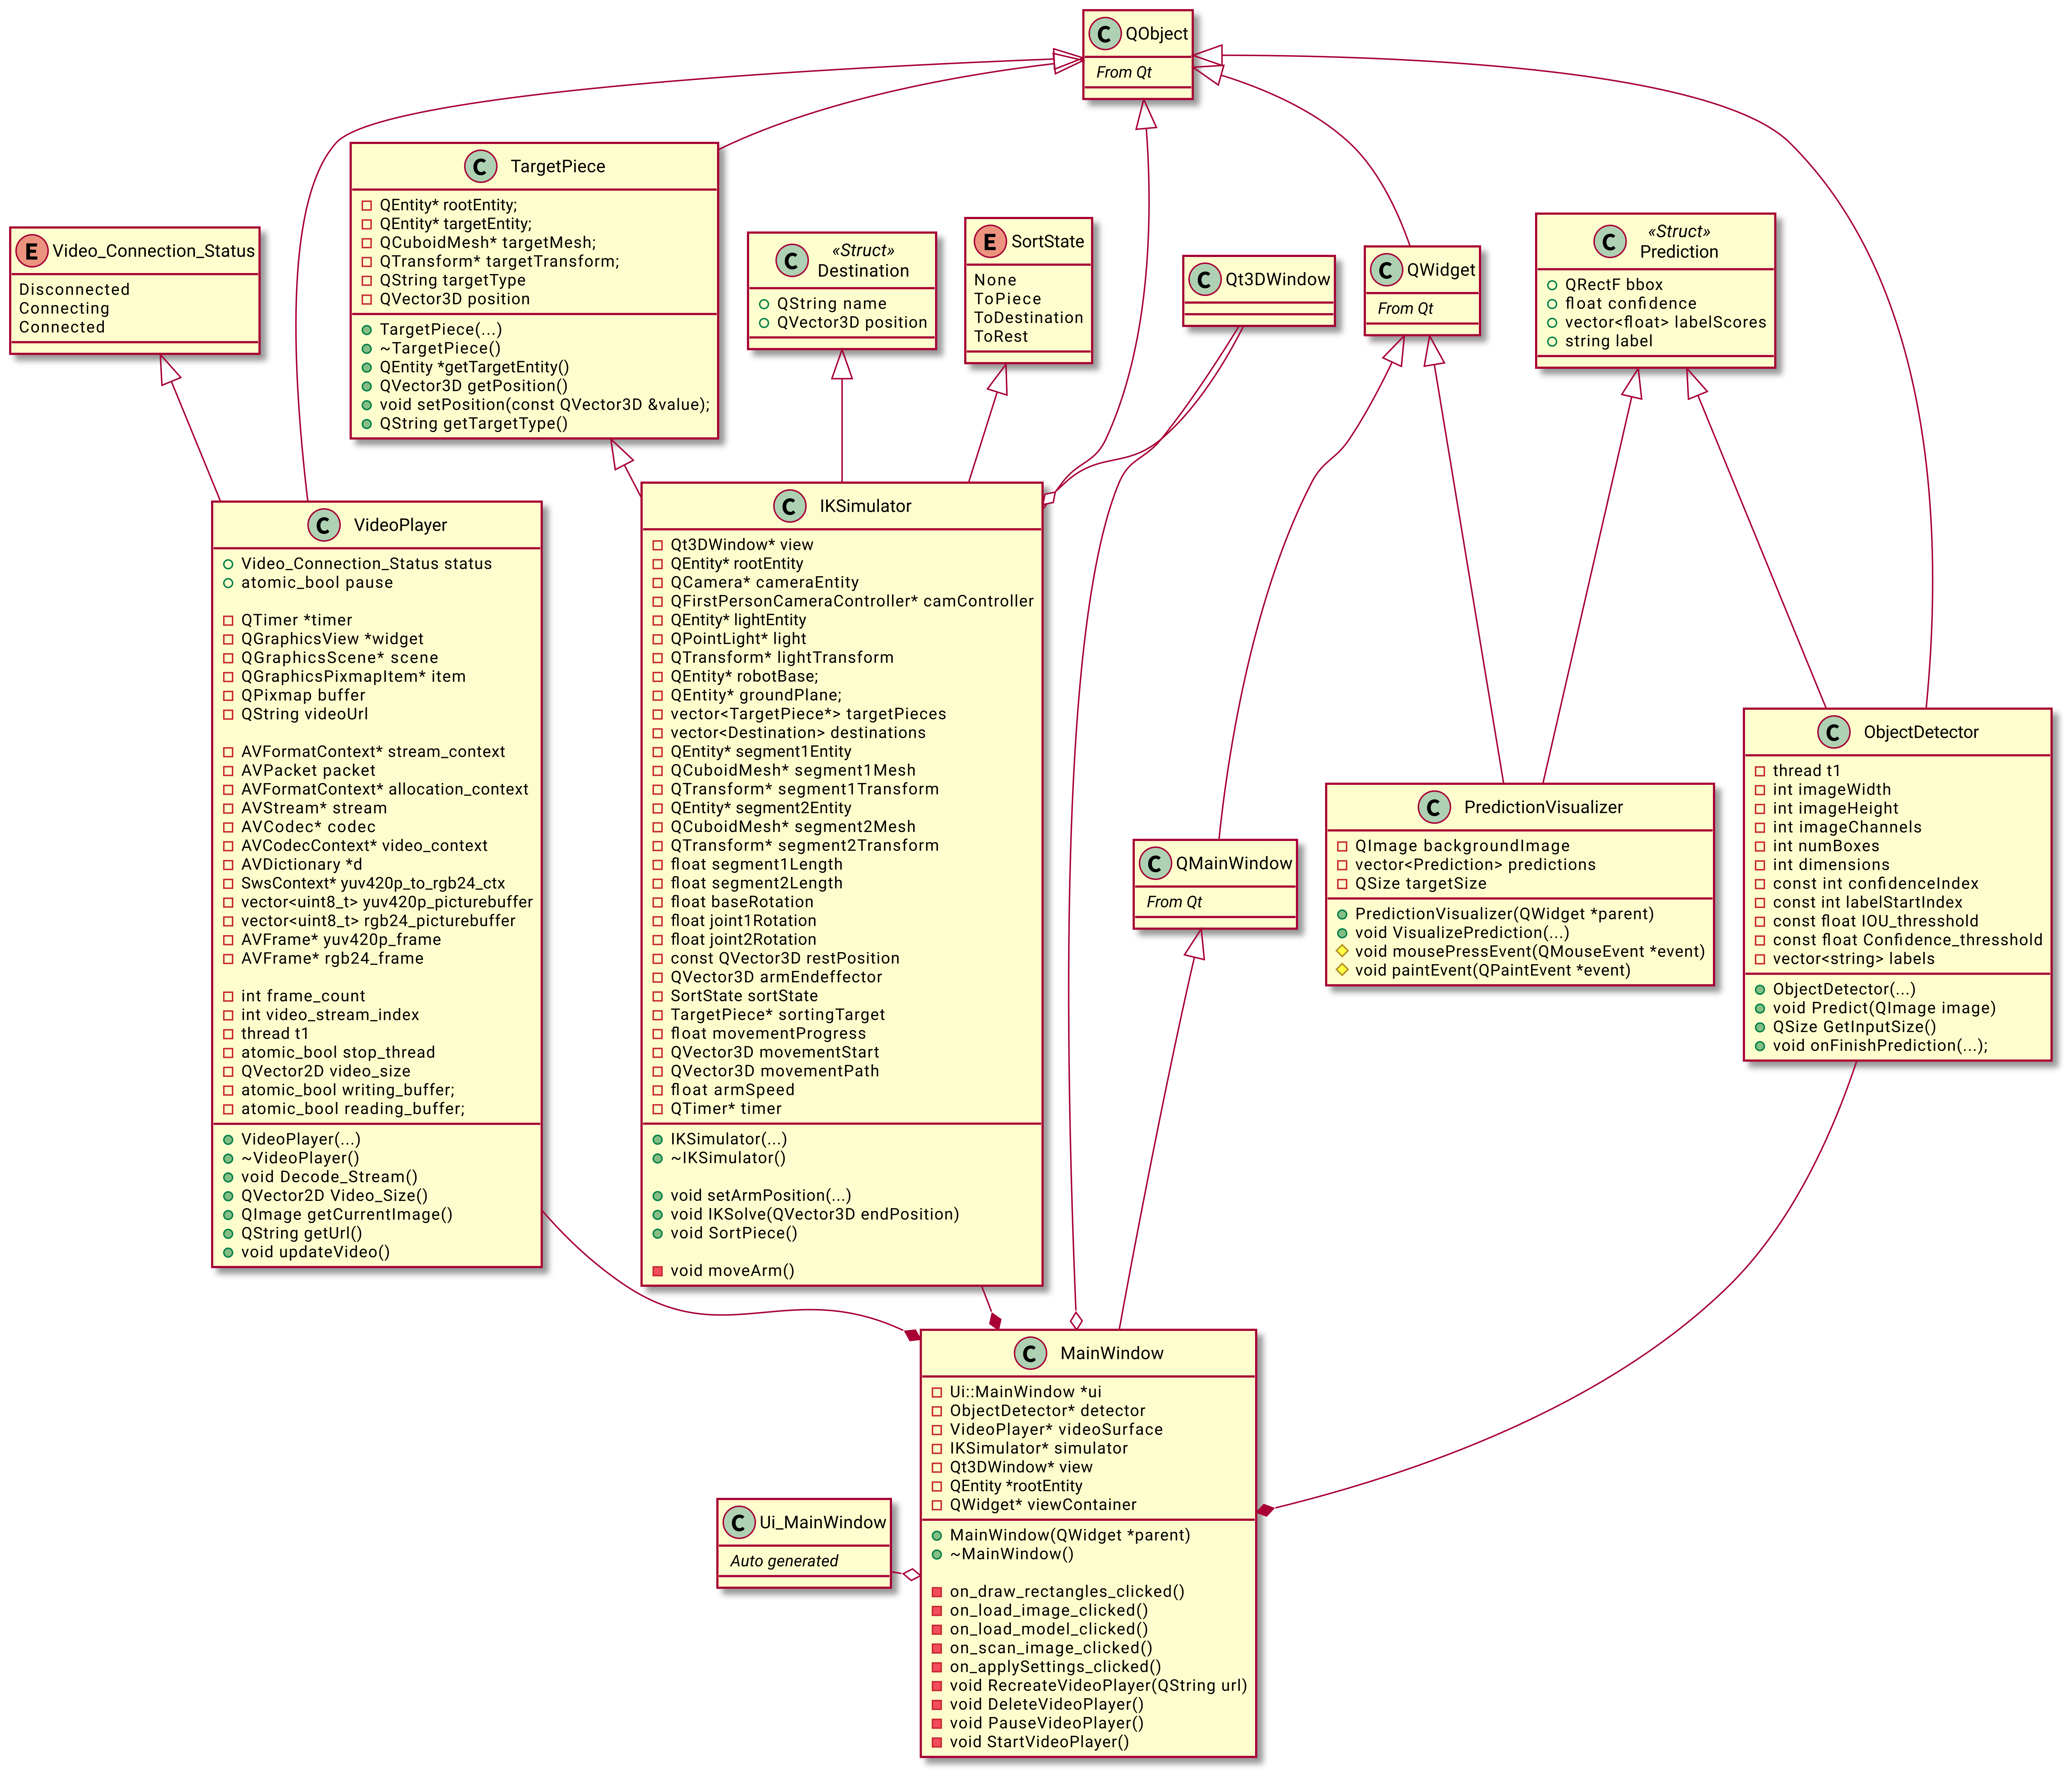 C QObject
From Qt
C TargetPiece
QEntity* rootEntity;
QEntity* targetEntity;
QCuboidMesh* targetMesh;
QTransform* targetTransform;
QString targetType
QVector3D position
TargetPiece(...)
~TargetPiece()
QEntity *getTargetEntity()
QVector3D getPosition()
void setPosition(const QVector3D &value);
QString getTargetType()
E Video_Connection_Status
Disconnected
Connecting
Connected
«Struct»
C Destination
QString name
QVector3D position
E SortState
None
ToPiece
ToDestination
ToRest
C Qt3DWindow
C QWidget
From Qt
«Struct»
C Prediction
QRectF bbox
float confidence
vector<float> labelScores
string label
C VideoPlayer
Video_Connection_Status status
atomic_bool pause
QTimer *timer
QGraphicsView *widget
QGraphicsScene* scene
QGraphicsPixmapItem* item
QPixmap buffer
QString videoUrl
AVFormatContext* stream_context
AVPacket packet
AVFormatContext* allocation_context
AVStream* stream
AVCodec* codec
AVCodecContext* video_context
AVDictionary *d
SwsContext* yuv420p_to_rgb24_ctx
vector<uint8_t> yuv420p_picturebuffer
vector<uint8_t> rgb24_picturebuffer
AVFrame* yuv420p_frame
AVFrame* rgb24_frame
int frame_count
int video_stream_index
thread t1
atomic_bool stop_thread
QVector2D video_size
atomic_bool writing_buffer;
atomic_bool reading_buffer;
VideoPlayer(...)
~VideoPlayer()
void Decode_Stream()
QVector2D Video_Size()
QImage getCurrentImage()
QString getUrl()
void updateVideo()
C IKSimulator
Qt3DWindow* view
QEntity* rootEntity
QCamera* cameraEntity
QFirstPersonCameraController* camController
QEntity* lightEntity
QPointLight* light
QTransform* lightTransform
QEntity* robotBase;
QEntity* groundPlane;
vector<TargetPiece*> targetPieces
vector<Destination> destinations
QEntity* segment1Entity
QCuboidMesh* segment1Mesh
QTransform* segment1Transform
QEntity* segment2Entity
QCuboidMesh* segment2Mesh
QTransform* segment2Transform
float segment1Length
float segment2Length
float baseRotation
float joint1Rotation
float joint2Rotation
const QVector3D restPosition
QVector3D armEndeffector
SortState sortState
TargetPiece* sortingTarget
float movementProgress
QVector3D movementStart
QVector3D movementPath
float armSpeed
QTimer* timer
IKSimulator(...)
~IKSimulator()
void setArmPosition(...)
void IKSolve(QVector3D endPosition)
void SortPiece()
void moveArm()
C QMainWindow
From Qt
C PredictionVisualizer
QImage backgroundImage
vector<Prediction> predictions
QSize targetSize
PredictionVisualizer(QWidget *parent)
void VisualizePrediction(...)
void mousePressEvent(QMouseEvent *event)
void paintEvent(QPaintEvent *event)
C ObjectDetector
thread t1
int imageWidth
int imageHeight
int imageChannels
int numBoxes
int dimensions
const int confidenceIndex
const int labelStartIndex
const float IOU_thresshold
const float Confidence_thresshold
vector<string> labels
ObjectDetector(...)
void Predict(QImage image)
QSize GetInputSize()
void onFinishPrediction(...);
C MainWindow
Ui::MainWindow *ui
ObjectDetector* detector
VideoPlayer* videoSurface
IKSimulator* simulator
Qt3DWindow* view
QEntity *rootEntity
QWidget* viewContainer
MainWindow(QWidget *parent)
~MainWindow()
on_draw_rectangles_clicked()
on_load_image_clicked()
on_load_model_clicked()
on_scan_image_clicked()
on_applySettings_clicked()
void RecreateVideoPlayer(QString url)
void DeleteVideoPlayer()
void PauseVideoPlayer()
void StartVideoPlayer()
C Ui_MainWindow
Auto generated